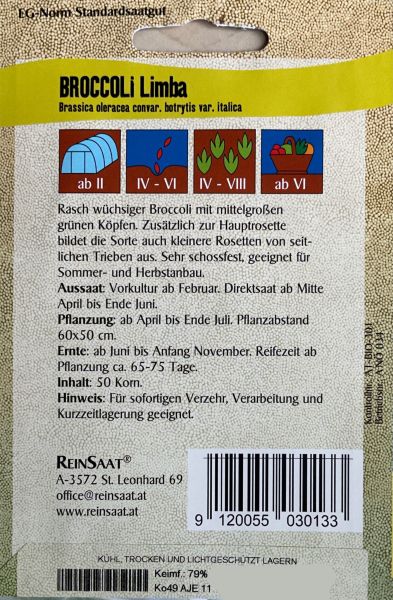 EG-Norm Standardsaatgut
BROCCOLI Limba
Brassica oleracea convar. botrytis var. italica
ab II
IV - VI
IV - VIII
ab VI
Rasch wüchsiger Broccoli mit mittelgroßen
grünen Köpfen. Zusätzlich zur Hauptrosette
bildet die Sorte auch kleinere Rosetten von seit-
lichen Trieben aus. Sehr schossfest, geeignet für
Sommer- und Herbstanbau.
Aussaat: Vorkultur ab Februar. Direktsaat ab Mitte
April bis Ende Juni.
Pflanzung: ab April bis Ende Juli. Pflanzabstand
60x50 cm.
Ernte: ab Juni bis Anfang November. Reifezeit ab
Pflanzung ca. 65-75 Tage.
Inhalt: 50 Korn.
Hinweis: Für sofortigen Verzehr, Verarbeitung und
Kurzzeitlagerung geeignet.
Kontrollnr.: AT-BIO-301
Betriebsnr.: ANO 034
REINSAAT®
A-3572 St. Leonhard 69
office@reinsaat.at
www.reinsaat.at
9 120055 030133
KÜHL, TROCKEN UND LICHTGESCHÜTZT LAGERN
Keimf.: 79%
Ko49 AJE 11